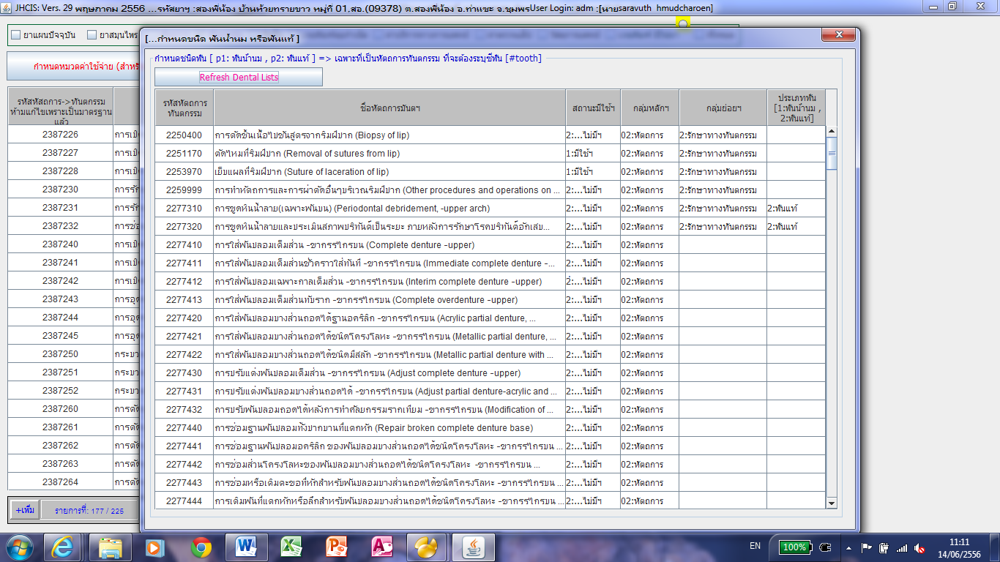 JHCIS: Vers. 29 พฤษภาคม 2556 ...รหัสยาฯ :สองพี่น้อง บ้านห้วยทรายขาว หมู่ที่ 01,สอ.(09378) ต.สองพี่น้อง อ.ท่าแซะ จ.ชุมพรUser Login: adm :[นายsaravuth hmudcharoen]
ยาแผนปัจจุบัน ยาสมุนไพร
กำหนดหมวดค่าใช้จ่าย (สำหรั
รหัสหัสถการ->ทันตกรรม
ห้ามแก้ไขเพราะเป็นมาตรฐาน
แล้ว
2387226 การเปิ
2387227 การเปิ
2387228 การเปิ
2387230 การรัก
2387231 การรัก
2387232 การซ่อ
2387240 การเปิ
2387241 การเปิ
2387242 การเปิ
2387243 การอุด
2387244 การอุด
2387245 การอุด
2387250 กระบว
2387251 กระบว
2387252 กระบว
2387260 การตัด
2387261 การตัด
2387262 การตัด
2387263 การตัด
2387264 การตัด
+เพิ่ม รายการที่: 177 / 225
[...กำหนดชนิด ฟันน้ำนม หรือฟันแท้ ]
กำหนดชนิดฟัน [ p1: ฟันน้ำนม , p2: ฟันแท้ ] => เฉพาะที่เป็นหัตถการทันตกรรม ที่จะต้องระบุซี่ฟัน [#tooth]
Refresh Dental Lists
รหัสหัตถการ
ทันตกรรม
ชื่อหัตถการมันตฯ
สถานะมีใช้ฯ
กลุ่มหลักฯ
กลุ่มย่อยฯ
ประเภทฟัน
[1:ฟันน้ำนม ,
2:ฟันแท้]
2250400 การตัดชิ้นเนื้อไปชันสูตรจากริมฝีปาก (Biopsy of lip) 2:...ไม่มีฯ 02:หัตถการ 2:รักษาทางทันตกรรม
2251170 ตัดไหมที่ริมฝีปาก (Removal of sutures from lip) 1:มีใช้ฯ 02:หัตถการ 2:รักษาทางทันตกรรม
2253970 เย็บแผลที่ริมฝีปาก (Suture of laceration of lip) 1:มีใช้ฯ 02:หัตถการ 2:รักษาทางทันตกรรม
2259999 การทำหัตถการและการผ่าตัดอื่นๆบริเวณริมฝีปาก (Other procedures and operations on ... 2:...ไม่มีฯ 02:หัตถการ 2:รักษาทางทันตกรรม
2277310 การขูดหินน้ำลาย(เฉพาะฟันบน) (Periodontal debridement, -upper arch) 2:...ไม่มีฯ 02:หัตถการ 2:รักษาทางทันตกรรม 2:ฟันแท้
2277320 การขูดหินน้ำลายและประเมินสภาพปริทันต์เป็นระยะ ภายหลังการรักษาโรคปริทันต์อักเสบ... 2:...ไม่มีฯ 02:หัตถการ 2:รักษาทางทันตกรรม 2:ฟันแท้
2277410 การใส่ฟันปลอมเต็มส่วน -ขากรรไกรบน (Complete denture -upper) 2:...ไม่มีฯ 02:หัตถการ
2277411 การใส่ฟันปลอมเต็มส่วนชั่วคราวใส่ทันที -ขากรรไกรบน (Immediate complete denture -... 2:...ไม่มีฯ 02:หัตถการ
2277412 การใส่ฟันปลอมเฉพาะกาลเต็มส่วน -ขากรรไกรบน (Interim complete denture -upper) 2:...ไม่มีฯ 02:หัตถการ
2277413 การใส่ฟันปลอมเต็มส่วนทับราก -ขากรรไกรบน (Complete overdenture -upper) 2:...ไม่มีฯ 02:หัตถการ
2277420 การใส่ฟันปลอมบางส่วนถอดได้ฐานอคริลิก -ขากรรไกรบน (Acrylic partial denture, ... 2:...ไม่มีฯ 02:หัตถการ
2277421 การใส่ฟันปลอมบางส่วนถอดได้ชนิดโครงโลหะ -ขากรรไกรบน (Metallic partial denture, ... 2:...ไม่มีฯ 02:หัตถการ
2277422 การใส่ฟันปลอมบางส่วนถอดได้ชนิดมีสลัก -ขากรรไกรบน (Metallic partial denture with ... 2:...ไม่มีฯ 02:หัตถการ
2277430 การปรับแต่งฟันปลอมเต็มส่วน -ขากรรไกรบน (Adjust complete denture -upper) 2:...ไม่มีฯ 02:หัตถการ
2277431 การปรับแต่งฟันปลอมบางส่วนถอดได้ -ขากรรไกรบน (Adjust partial denture-acrylic and ... 2:...ไม่มีฯ 02:หัตถการ
2277432 การปรับฟันปลอมถอดได้หลังการทำศัลยกรรมรากเทียม -ขากรรไกรบน (Modification of ... 2:...ไม่มีฯ 02:หัตถการ
2277440 การซ่อมฐานฟันปลอมทั้งปากบานที่แตกหัก (Repair broken complete denture base) 2:...ไม่มีฯ 02:หัตถการ
2277441 การซ่อมฐานฟันปลอมอคริลิก ของฟันปลอมบางส่วนถอดได้ชนิดโครงโลหะ -ขากรรไกรบน ... 2:...ไม่มีฯ 02:หัตถการ
2277442 การซ่อมส่วนโครงโลหะของฟันปลอมบางส่วนถอดได้ชนิดโครงโลหะ -ขากรรไกรบน ... 2:...ไม่มีฯ 02:หัตถการ
2277443 การซ่อมหรือเติมตะขอที่หักสำหรับฟันปลอมบางส่วนถอดได้ชนิดโครงโลหะ -ขากรรไกรบน ... 2:...ไม่มีฯ 02:หัตถการ
2277444 การเติมฟันที่แตกหักหรือสึกสำหรับฟันปลอมบางส่วนถอดได้ชนิดโครงโลหะ -ขากรรไกรบน ... 2:...ไม่มีฯ 02:หัตถการ
EN 100% 11:11
14/06/2556